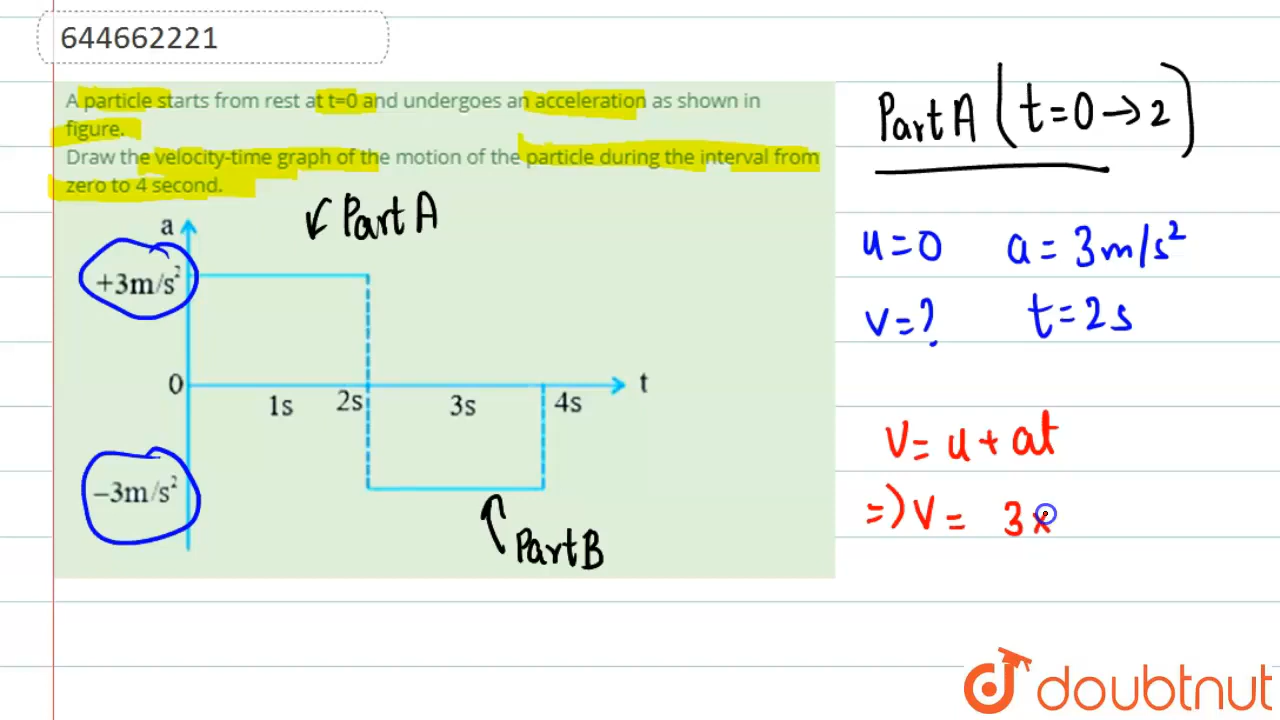 644662221
A particle starts from rest at t=0 and undergoes an acceleration as shown in
figure.
Draw the velocity-time graph of the motion of the particle during the interval from
zero to 4 second.
Part A
a
+3m/s²
0
1s 2s 3s 4s
t
–3m/s²
Part B
Part A (t=0→2)
u=0 a=3m/s²
v=? t=2s
v=u+at
=) v= 3×
doubtnut